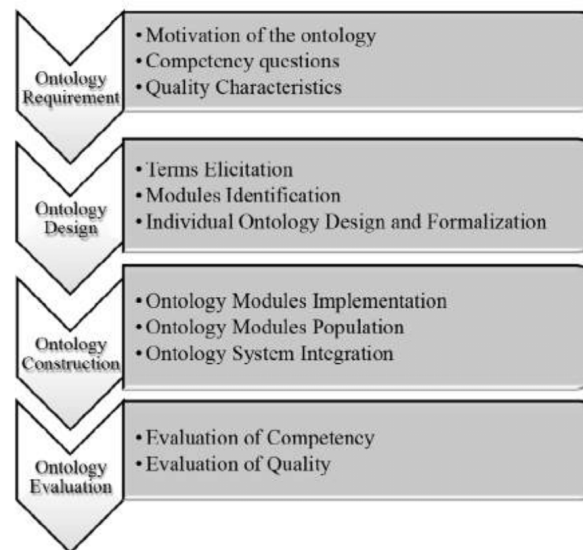 Ontology
Requirement
• Motivation of the ontology
• Competency questions
• Quality Characteristics
Ontology
Design
• Terms Elicitation
• Modules Identification
• Individual Ontology Design and Formalization
Ontology
Construction
• Ontology Modules Implementation
• Ontology Modules Population
• Ontology System Integration
Ontology
Evaluation
• Evaluation of Competency
• Evaluation of Quality